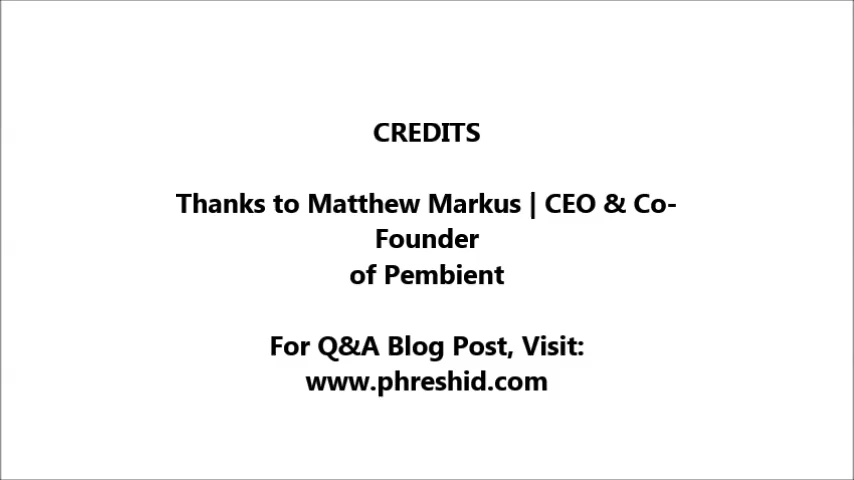 CREDITS
Thanks to Matthew Markus | CEO & Co-
Founder
of Pembient
For Q&A Blog Post, Visit:
www.phreshid.com